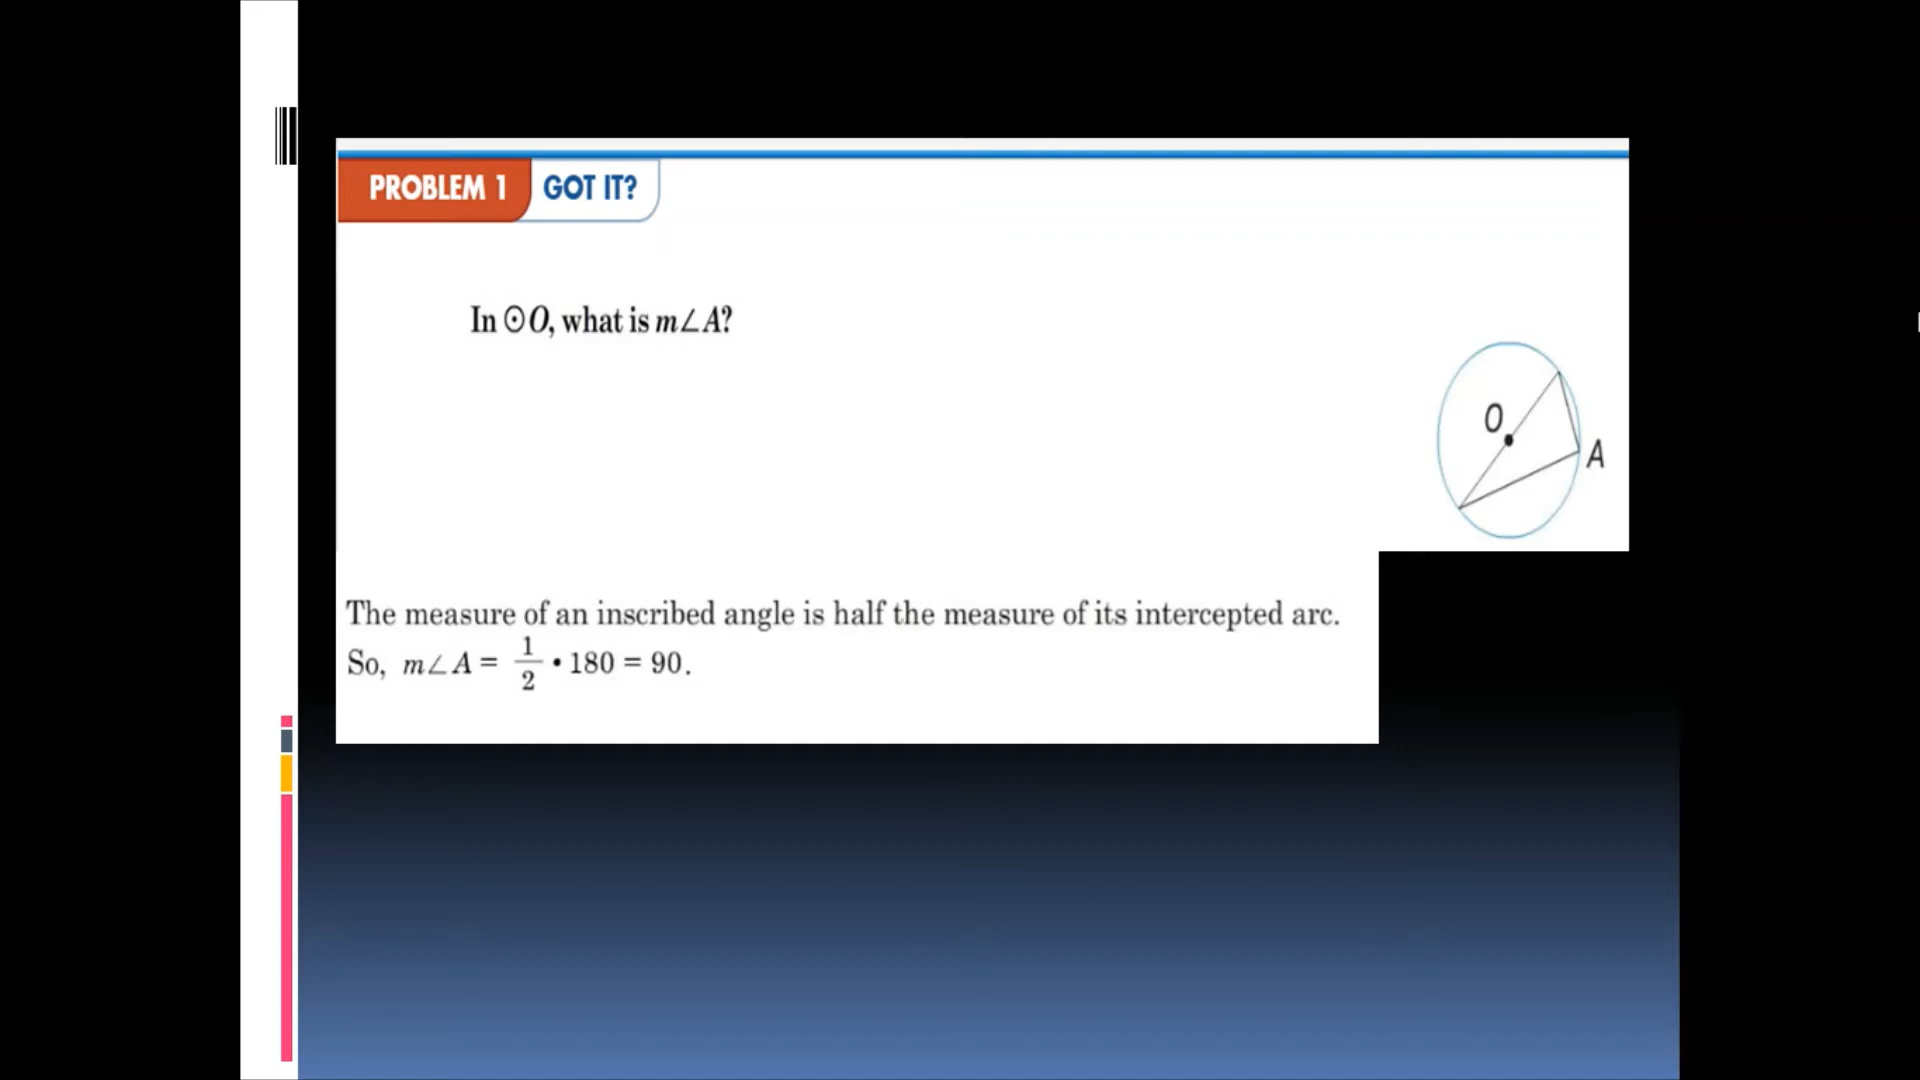 PROBLEM 1 GOT IT?
In ⊙O, what is m∠A?
O
A
The measure of an inscribed angle is half the measure of its intercepted arc.
So, m∠A = 1/2 • 180 = 90.